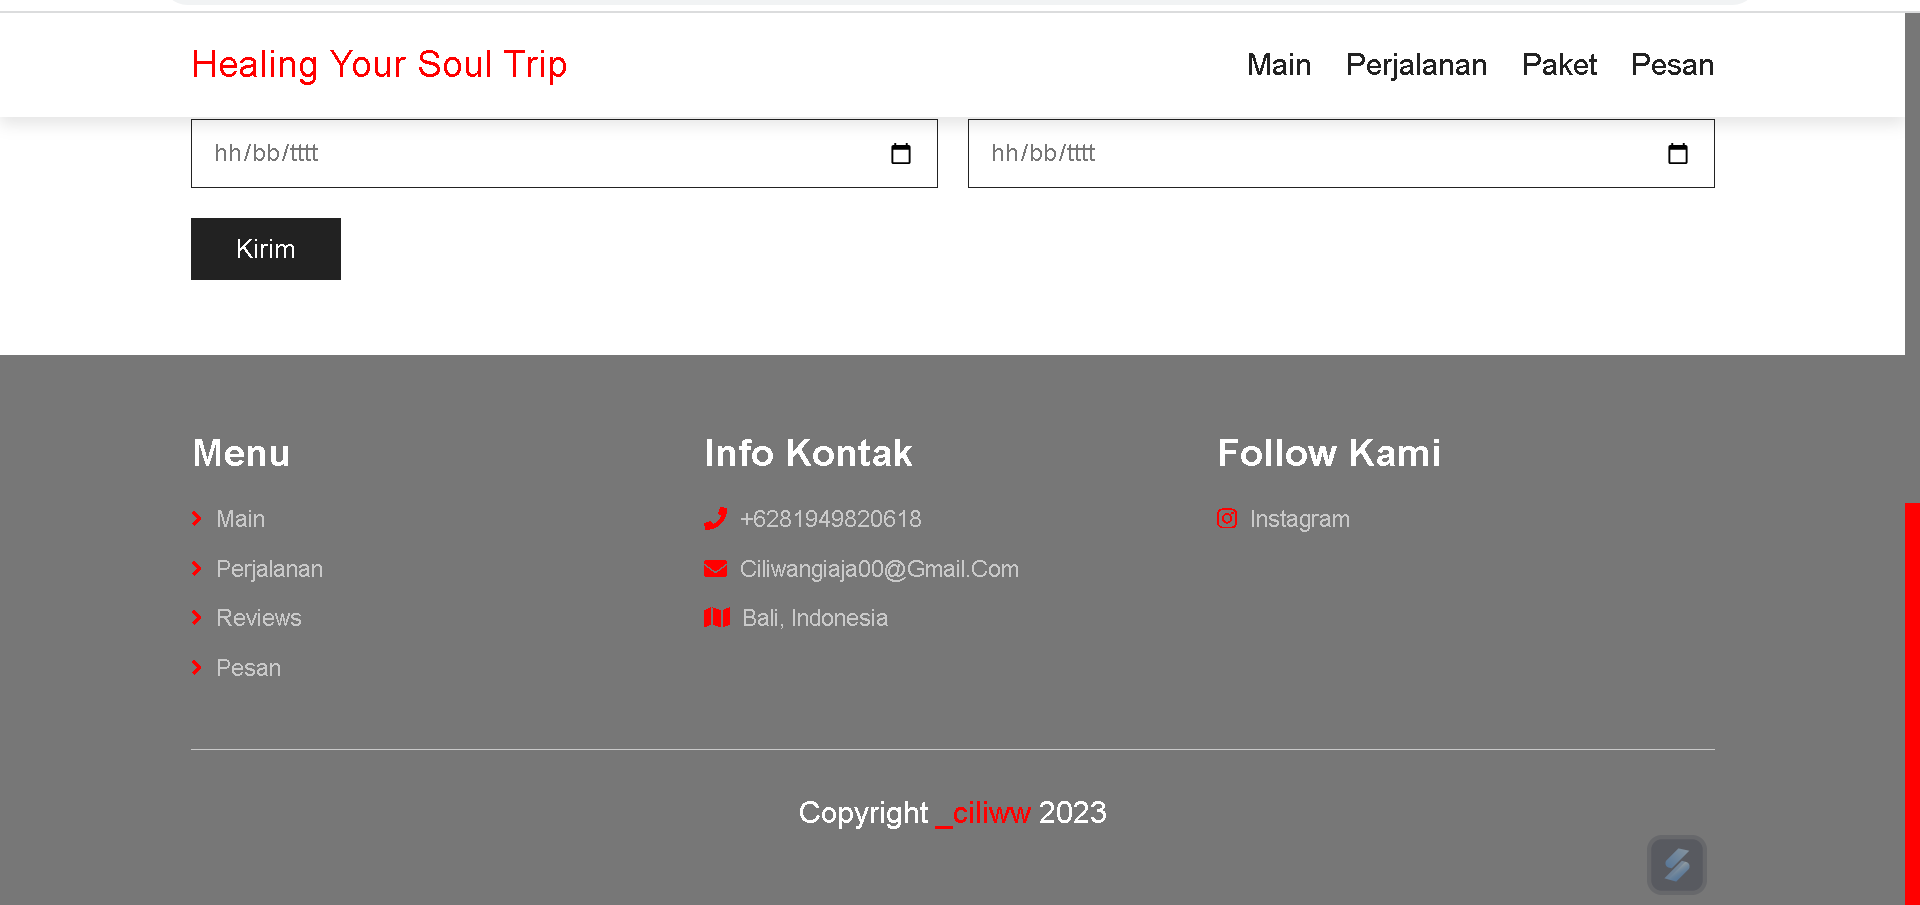 Healing Your Soul Trip
Main Perjalanan Paket Pesan
hh/bb/tttt hh/bb/tttt
Kirim
Menu
Main
Perjalanan
Reviews
Pesan
Info Kontak
+6281949820618
Ciliwangiaja00@Gmail.Com
Bali, Indonesia
Follow Kami
Instagram
Copyright _ciliww 2023